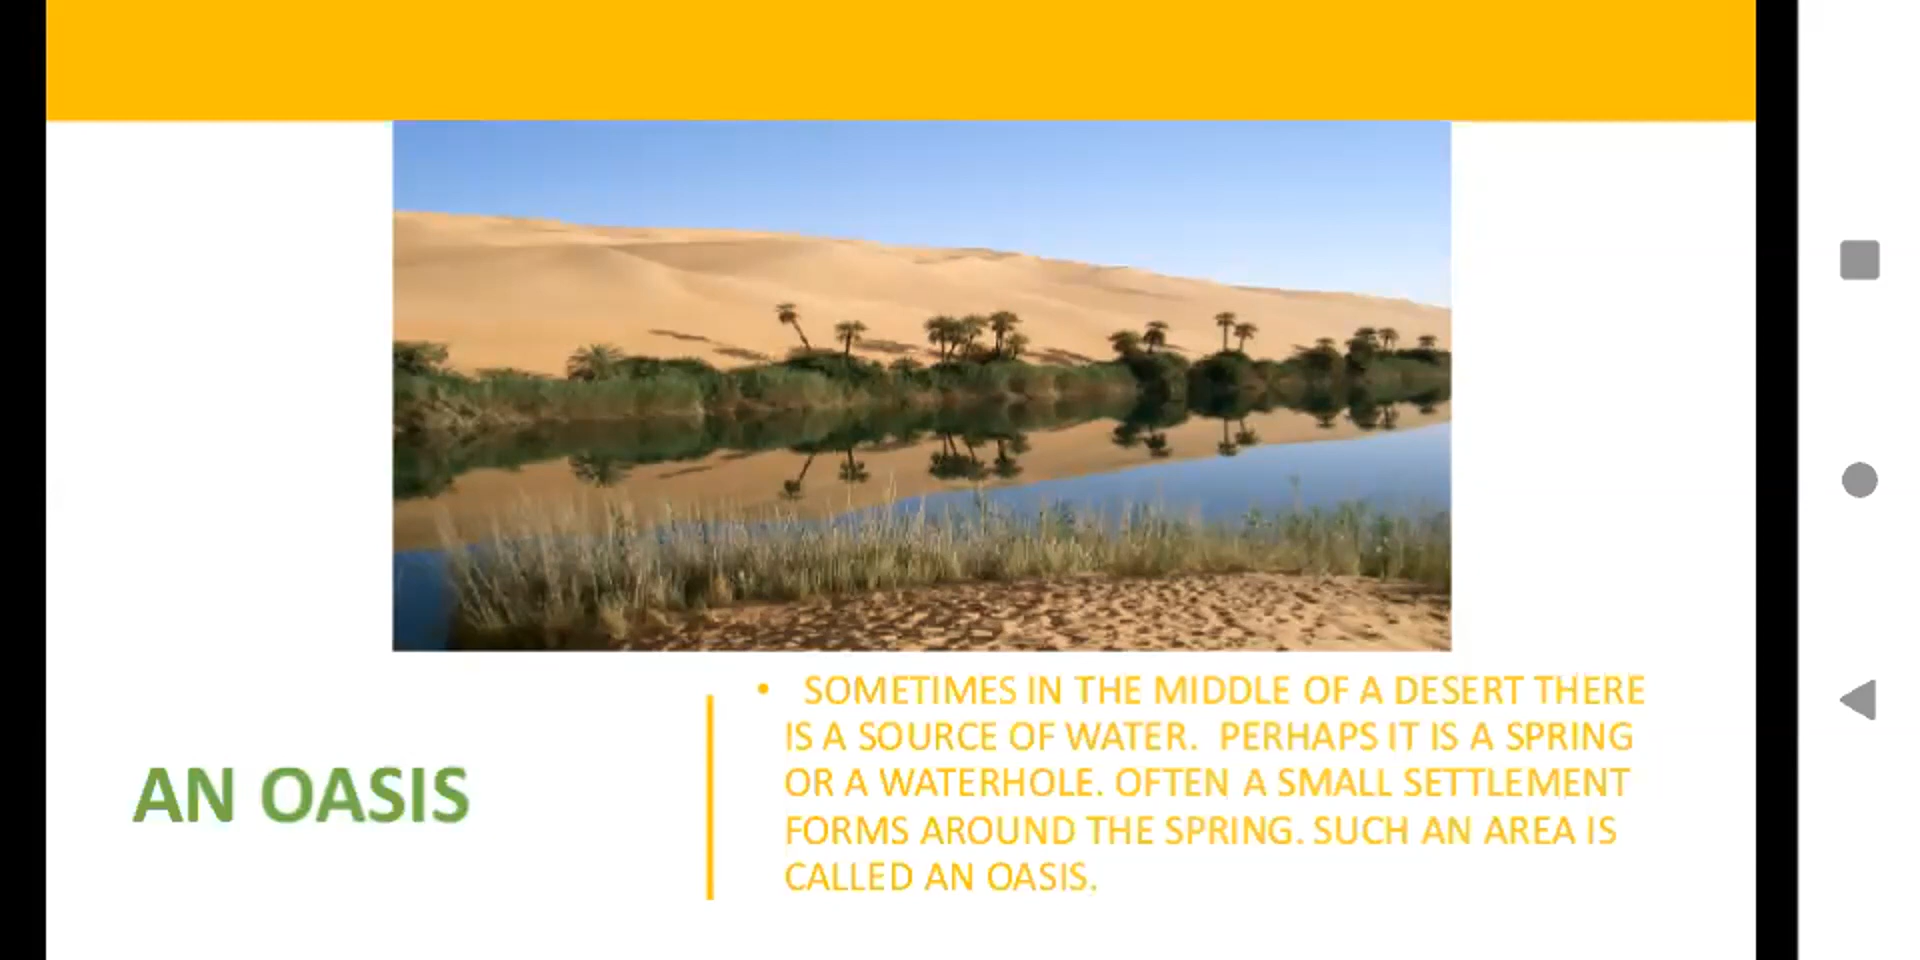 AN OASIS
• SOMETIMES IN THE MIDDLE OF A DESERT THERE
IS A SOURCE OF WATER.  PERHAPS IT IS A SPRING
OR A WATERHOLE. OFTEN A SMALL SETTLEMENT
FORMS AROUND THE SPRING. SUCH AN AREA IS
CALLED AN OASIS.